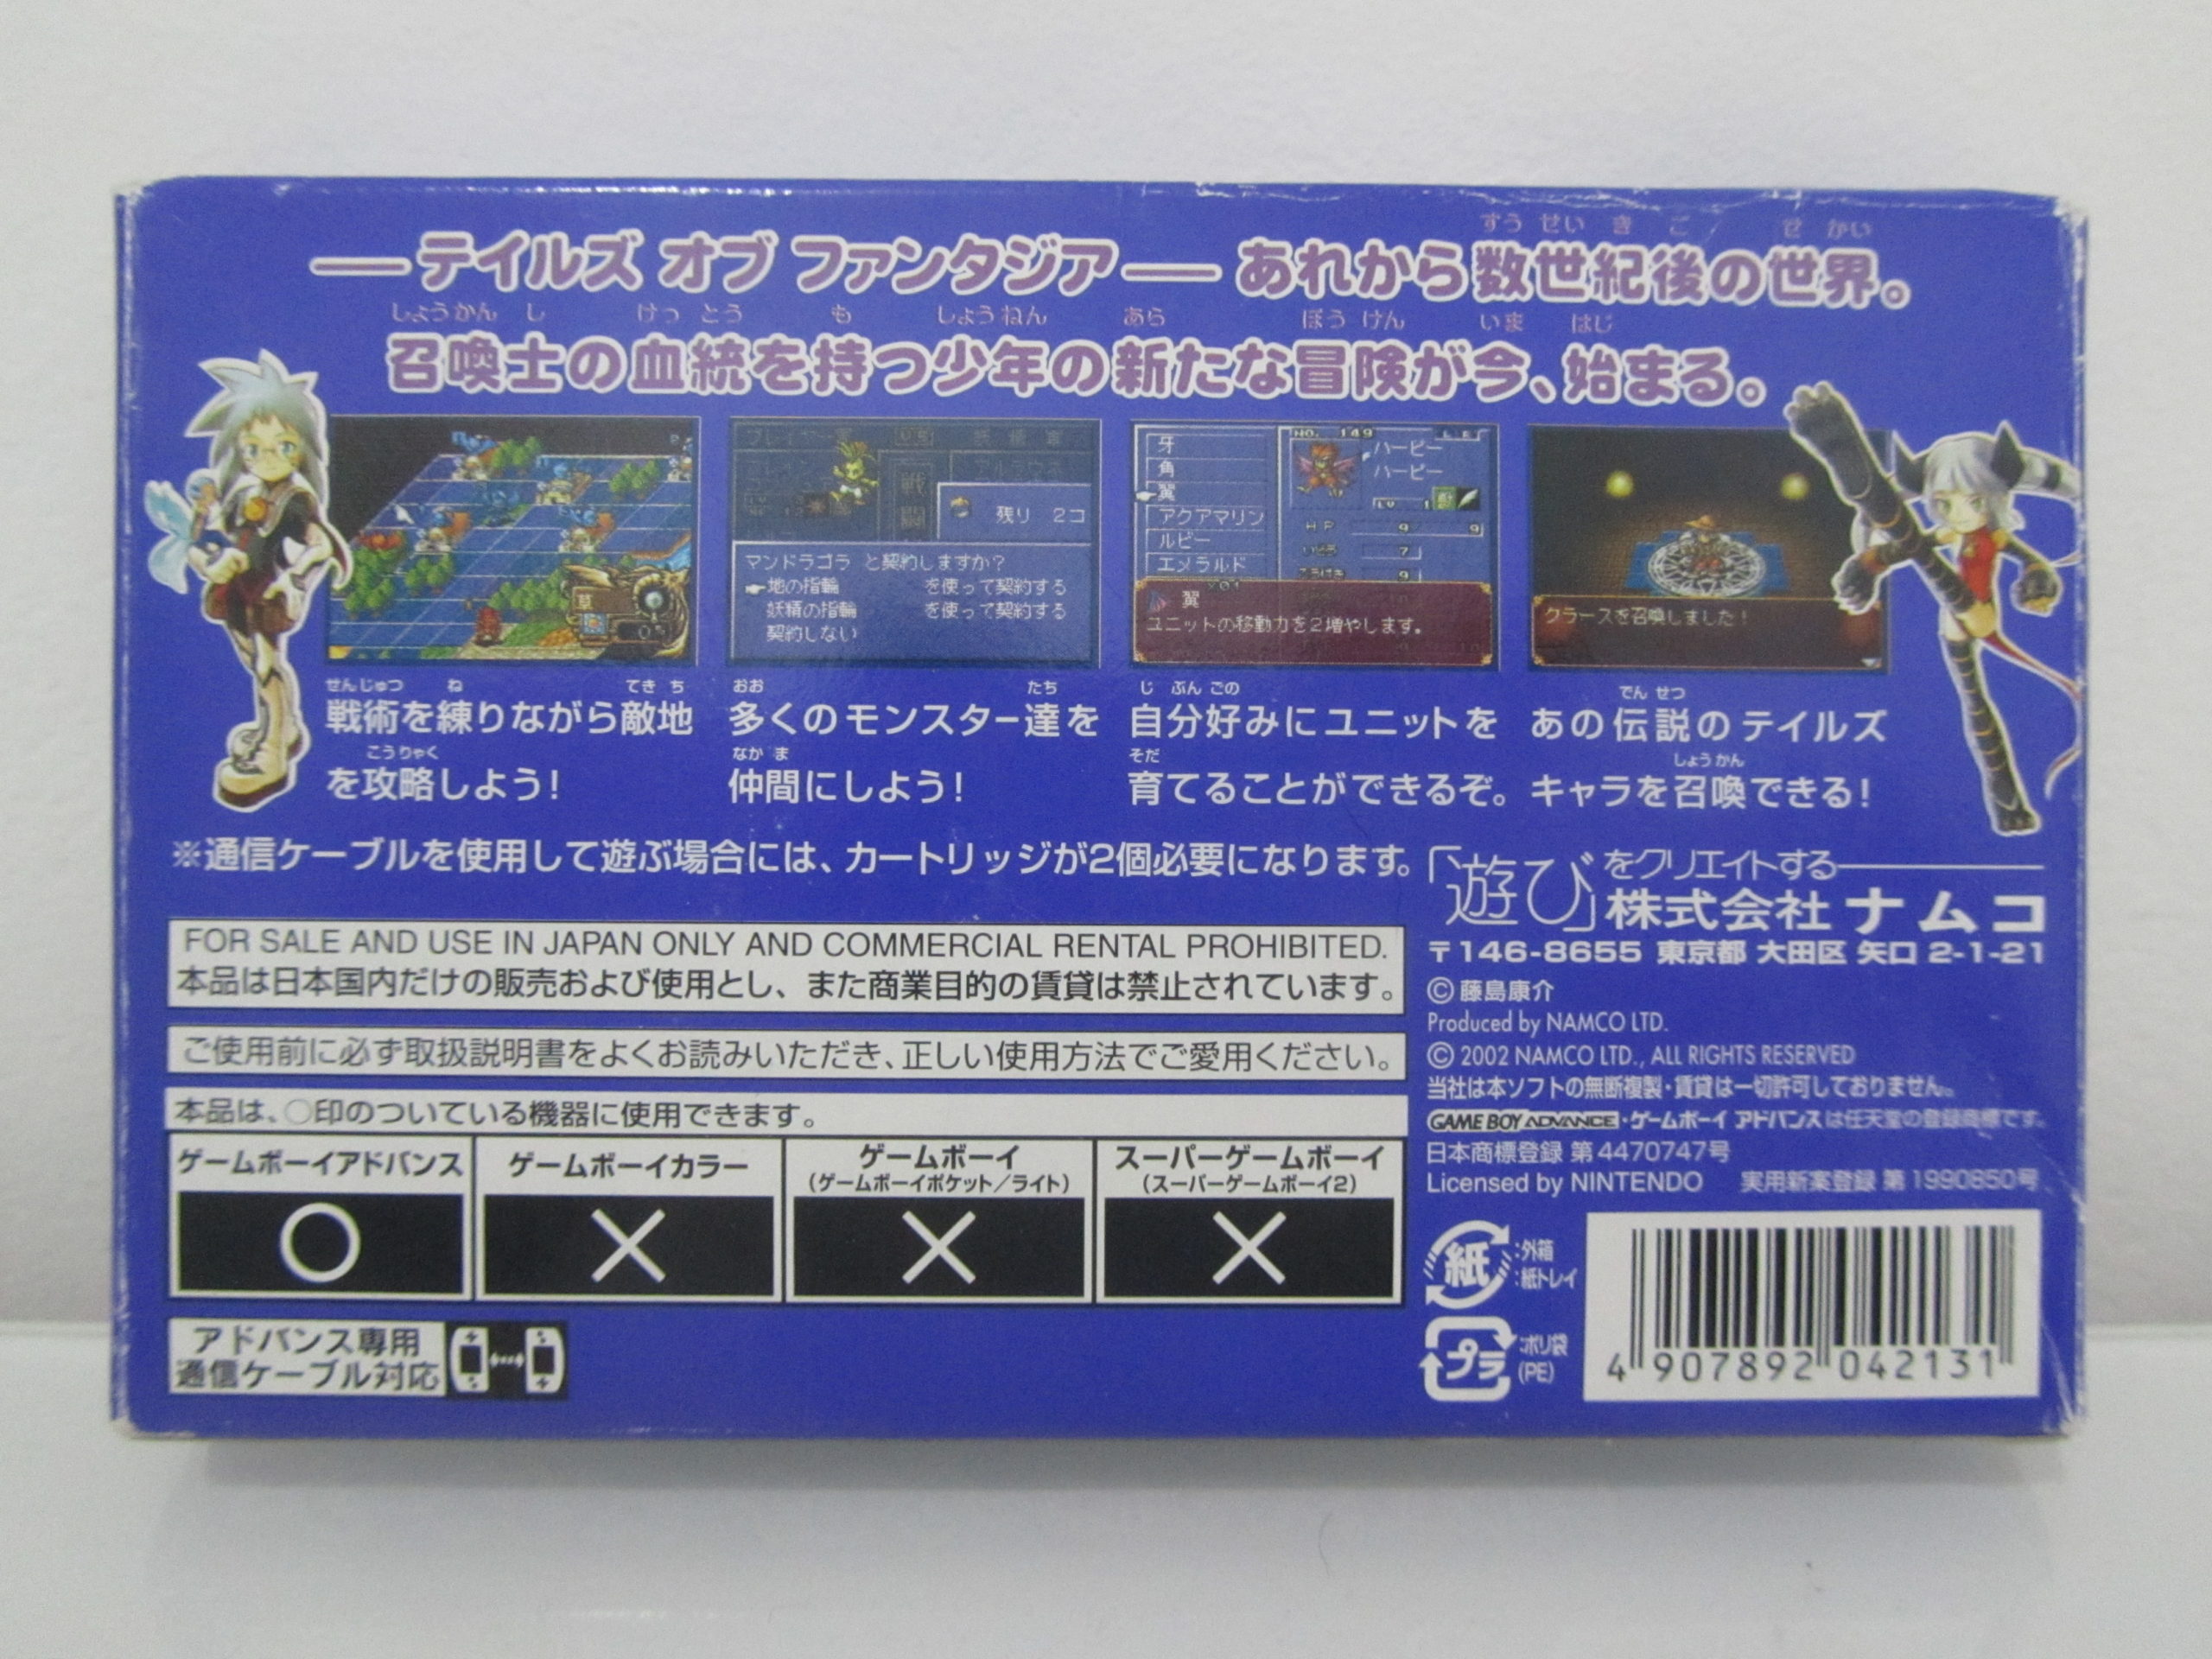 すうせいきご せかい
―テイルズ オブ ファンタジア― あれから数世紀後の世界。
しょうかんし けっとう も しょうねん あら ぼうけん いま はじ
召喚士の血統を持つ少年の新たな冒険が今、始まる。
草
残り 2コ
マンドラゴラ と契約しますか?
地の指輪 を使って契約する
妖精の指輪 を使って契約する
契約しない
牙
角
翼
アクアマリン
ルビー
エメラルド
NO. 149
ハーピー
ハーピー
翼
ユニットの移動力を2増やします。
クラースを召喚しました!
せんじゅつ ね てきち
戦術を練りながら敵地
こうりゃく
を攻略しよう!
おお たち
多くのモンスター達を
なかま
仲間にしよう!
じぶんごの
自分好みにユニットを
そだ
育てることができるぞ。
でんせつ
あの伝説のテイルズ
しょうかん
キャラを召喚できる!
※通信ケーブルを使用して遊ぶ場合には、カートリッジが2個必要になります。
「遊び」をクリエイトする
株式会社ナムコ
〒146-8655 東京都 大田区 矢口 2-1-21
FOR SALE AND USE IN JAPAN ONLY AND COMMERCIAL RENTAL PROHIBITED.
本品は日本国内だけの販売および使用とし、また商業目的の賃貸は禁止されています。
ご使用前に必ず取扱説明書をよくお読みいただき、正しい使用方法でご愛用ください。
本品は、○印のついている機器に使用できます。
ゲームボーイアドバンス
○
ゲームボーイカラー
×
ゲームボーイ
(ゲームボーイポケット/ライト)
×
スーパーゲームボーイ
(スーパーゲームボーイ2)
×
アドバンス専用
通信ケーブル対応
© 藤島康介
Produced by NAMCO LTD.
© 2002 NAMCO LTD., ALL RIGHTS RESERVED
当社は本ソフトの無断複製・賃貸は一切許可しておりません。
GAME BOY ADVANCE・ゲームボーイ アドバンスは任天堂の登録商標です。
日本商標登録 第4470747号
Licensed by NINTENDO 実用新案登録 第1990850号
紙
:外箱
:紙トレイ
プラ
:ポリ袋
(PE)
4 907892 042131